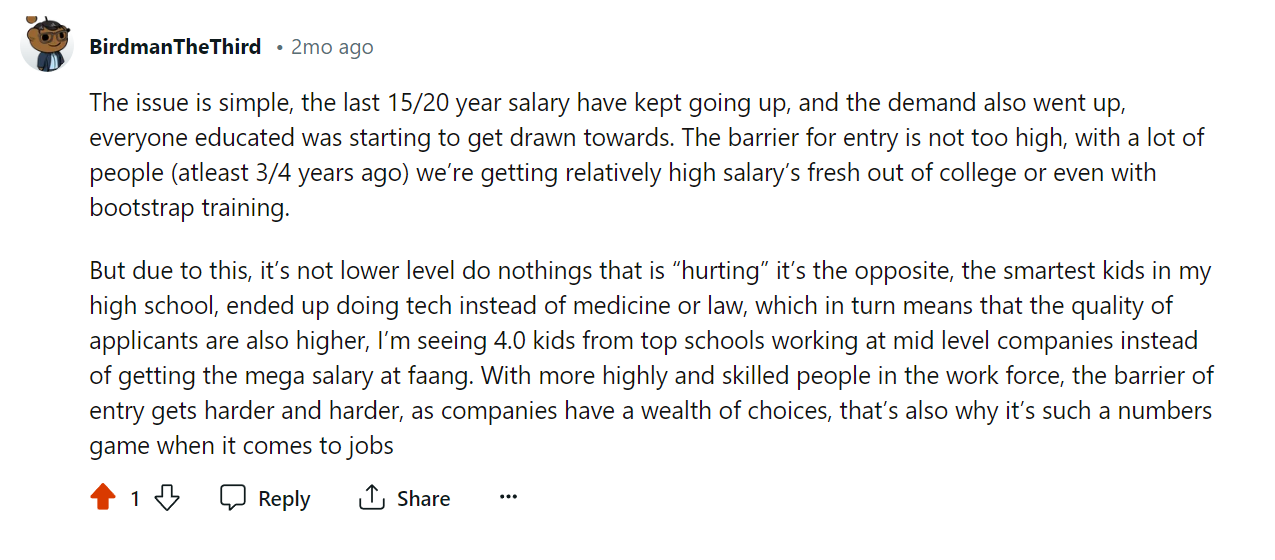 BirdmanTheThird • 2mo ago
The issue is simple, the last 15/20 year salary have kept going up, and the demand also went up,
everyone educated was starting to get drawn towards. The barrier for entry is not too high, with a lot of
people (atleast 3/4 years ago) we’re getting relatively high salary’s fresh out of college or even with
bootstrap training.
But due to this, it’s not lower level do nothings that is “hurting” it’s the opposite, the smartest kids in my
high school, ended up doing tech instead of medicine or law, which in turn means that the quality of
applicants are also higher, I’m seeing 4.0 kids from top schools working at mid level companies instead
of getting the mega salary at faang. With more highly and skilled people in the work force, the barrier of
entry gets harder and harder, as companies have a wealth of choices, that’s also why it’s such a numbers
game when it comes to jobs
1 Reply Share ···